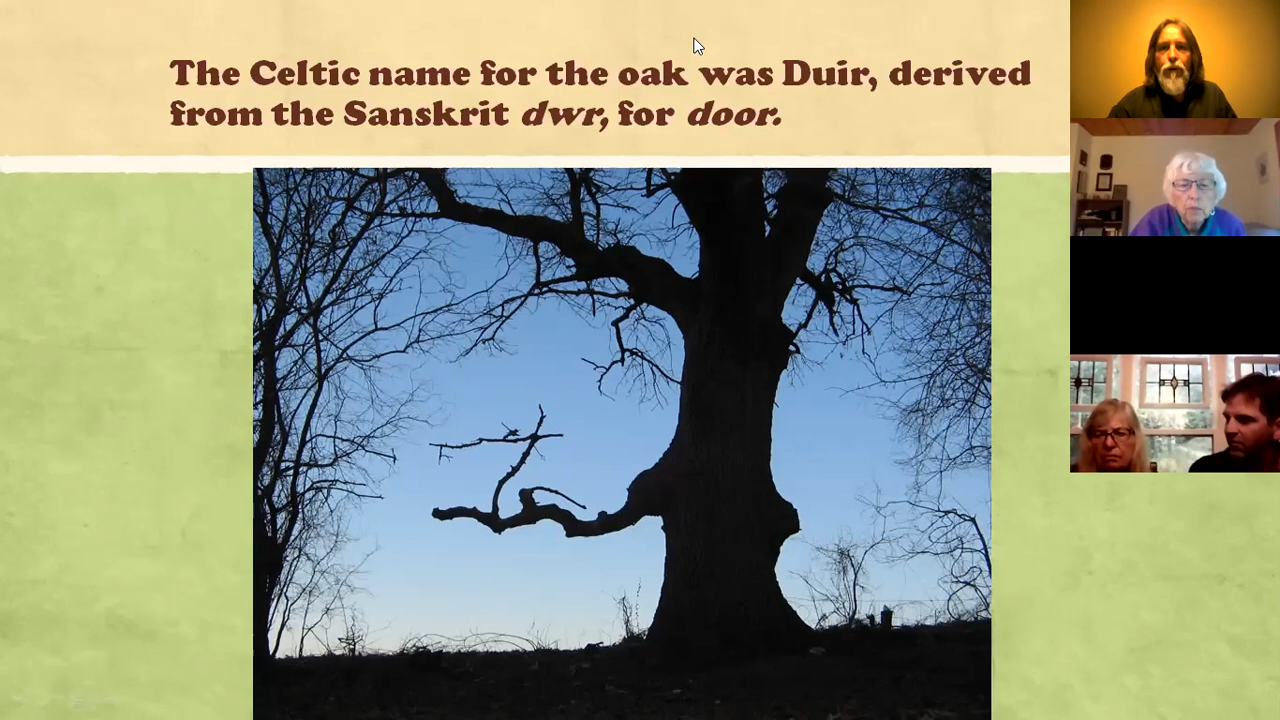 The Celtic name for the oak was Duir, derived
from the Sanskrit dwr, for door.